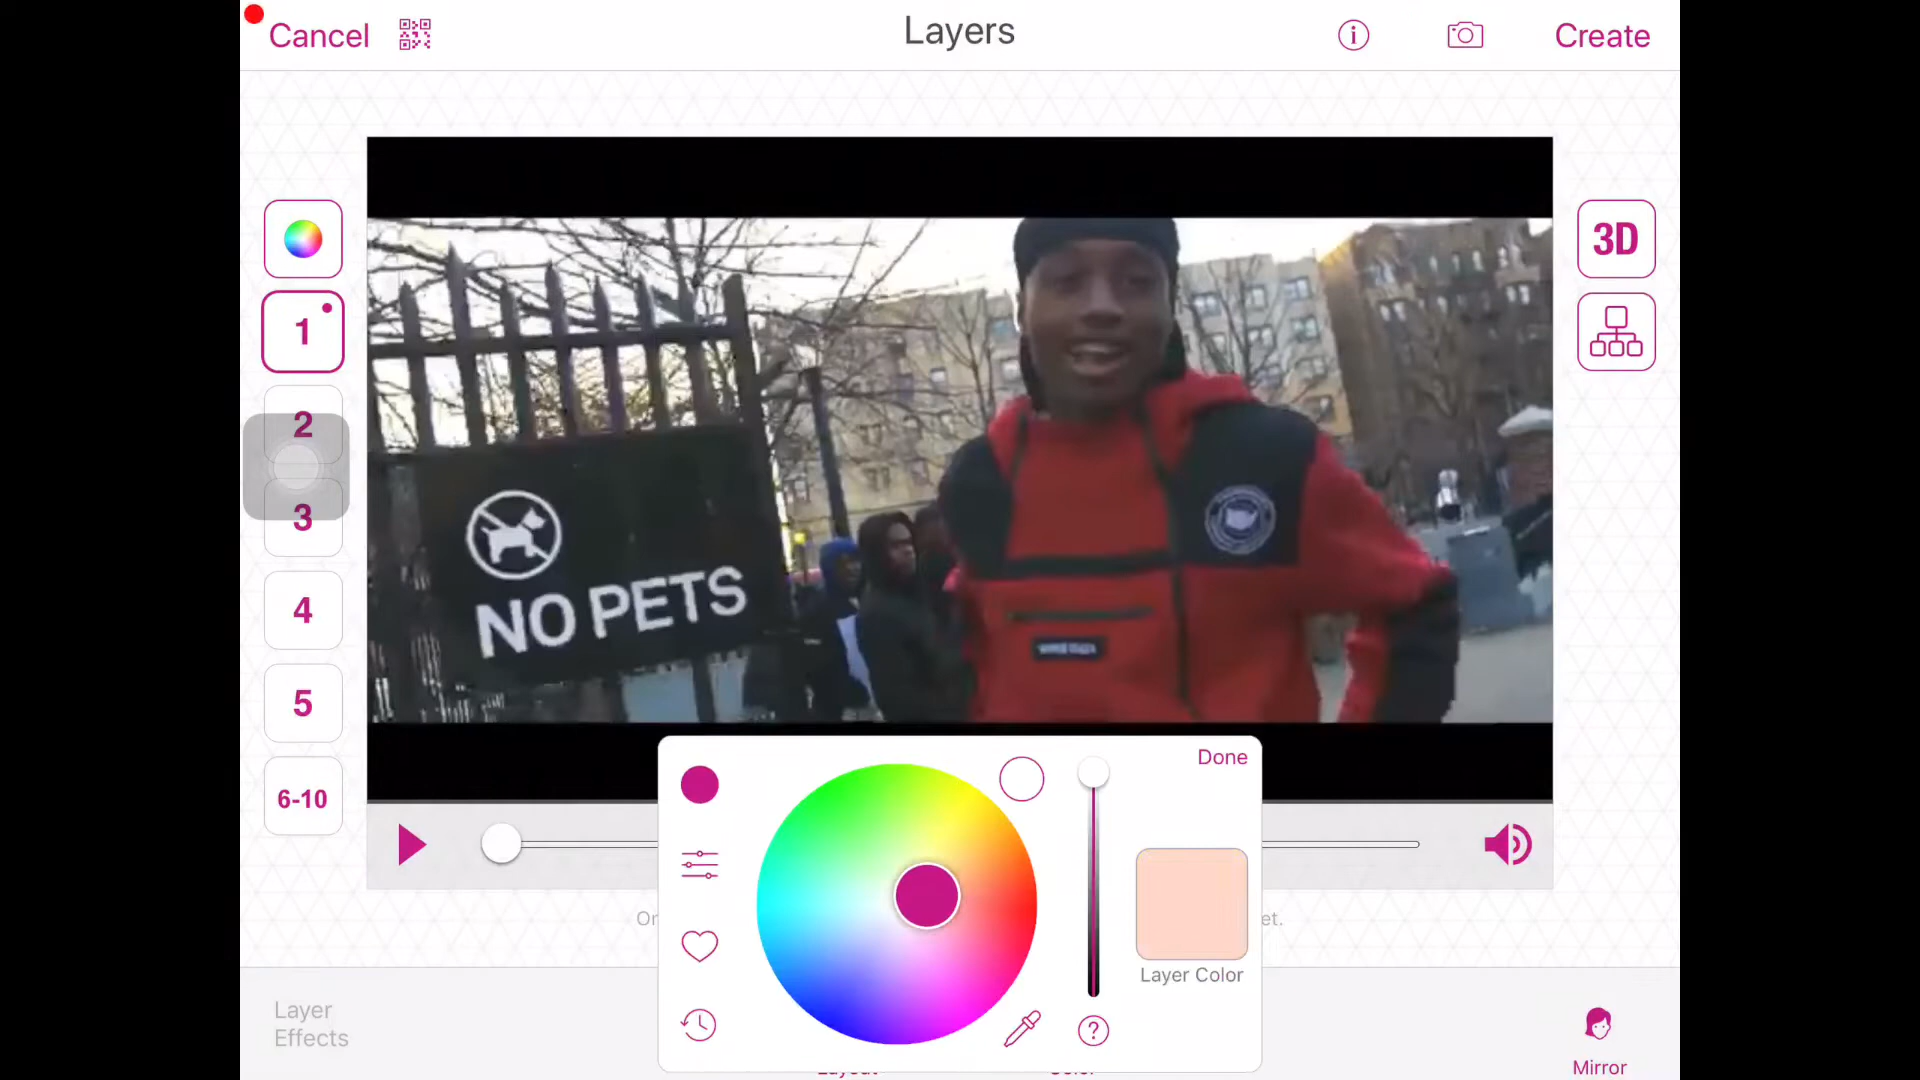 Cancel
Layers
Create
1
2
3
4
5
6-10
3D
NO PETS
Done
Layer Color
Layer
Effects
Mirror